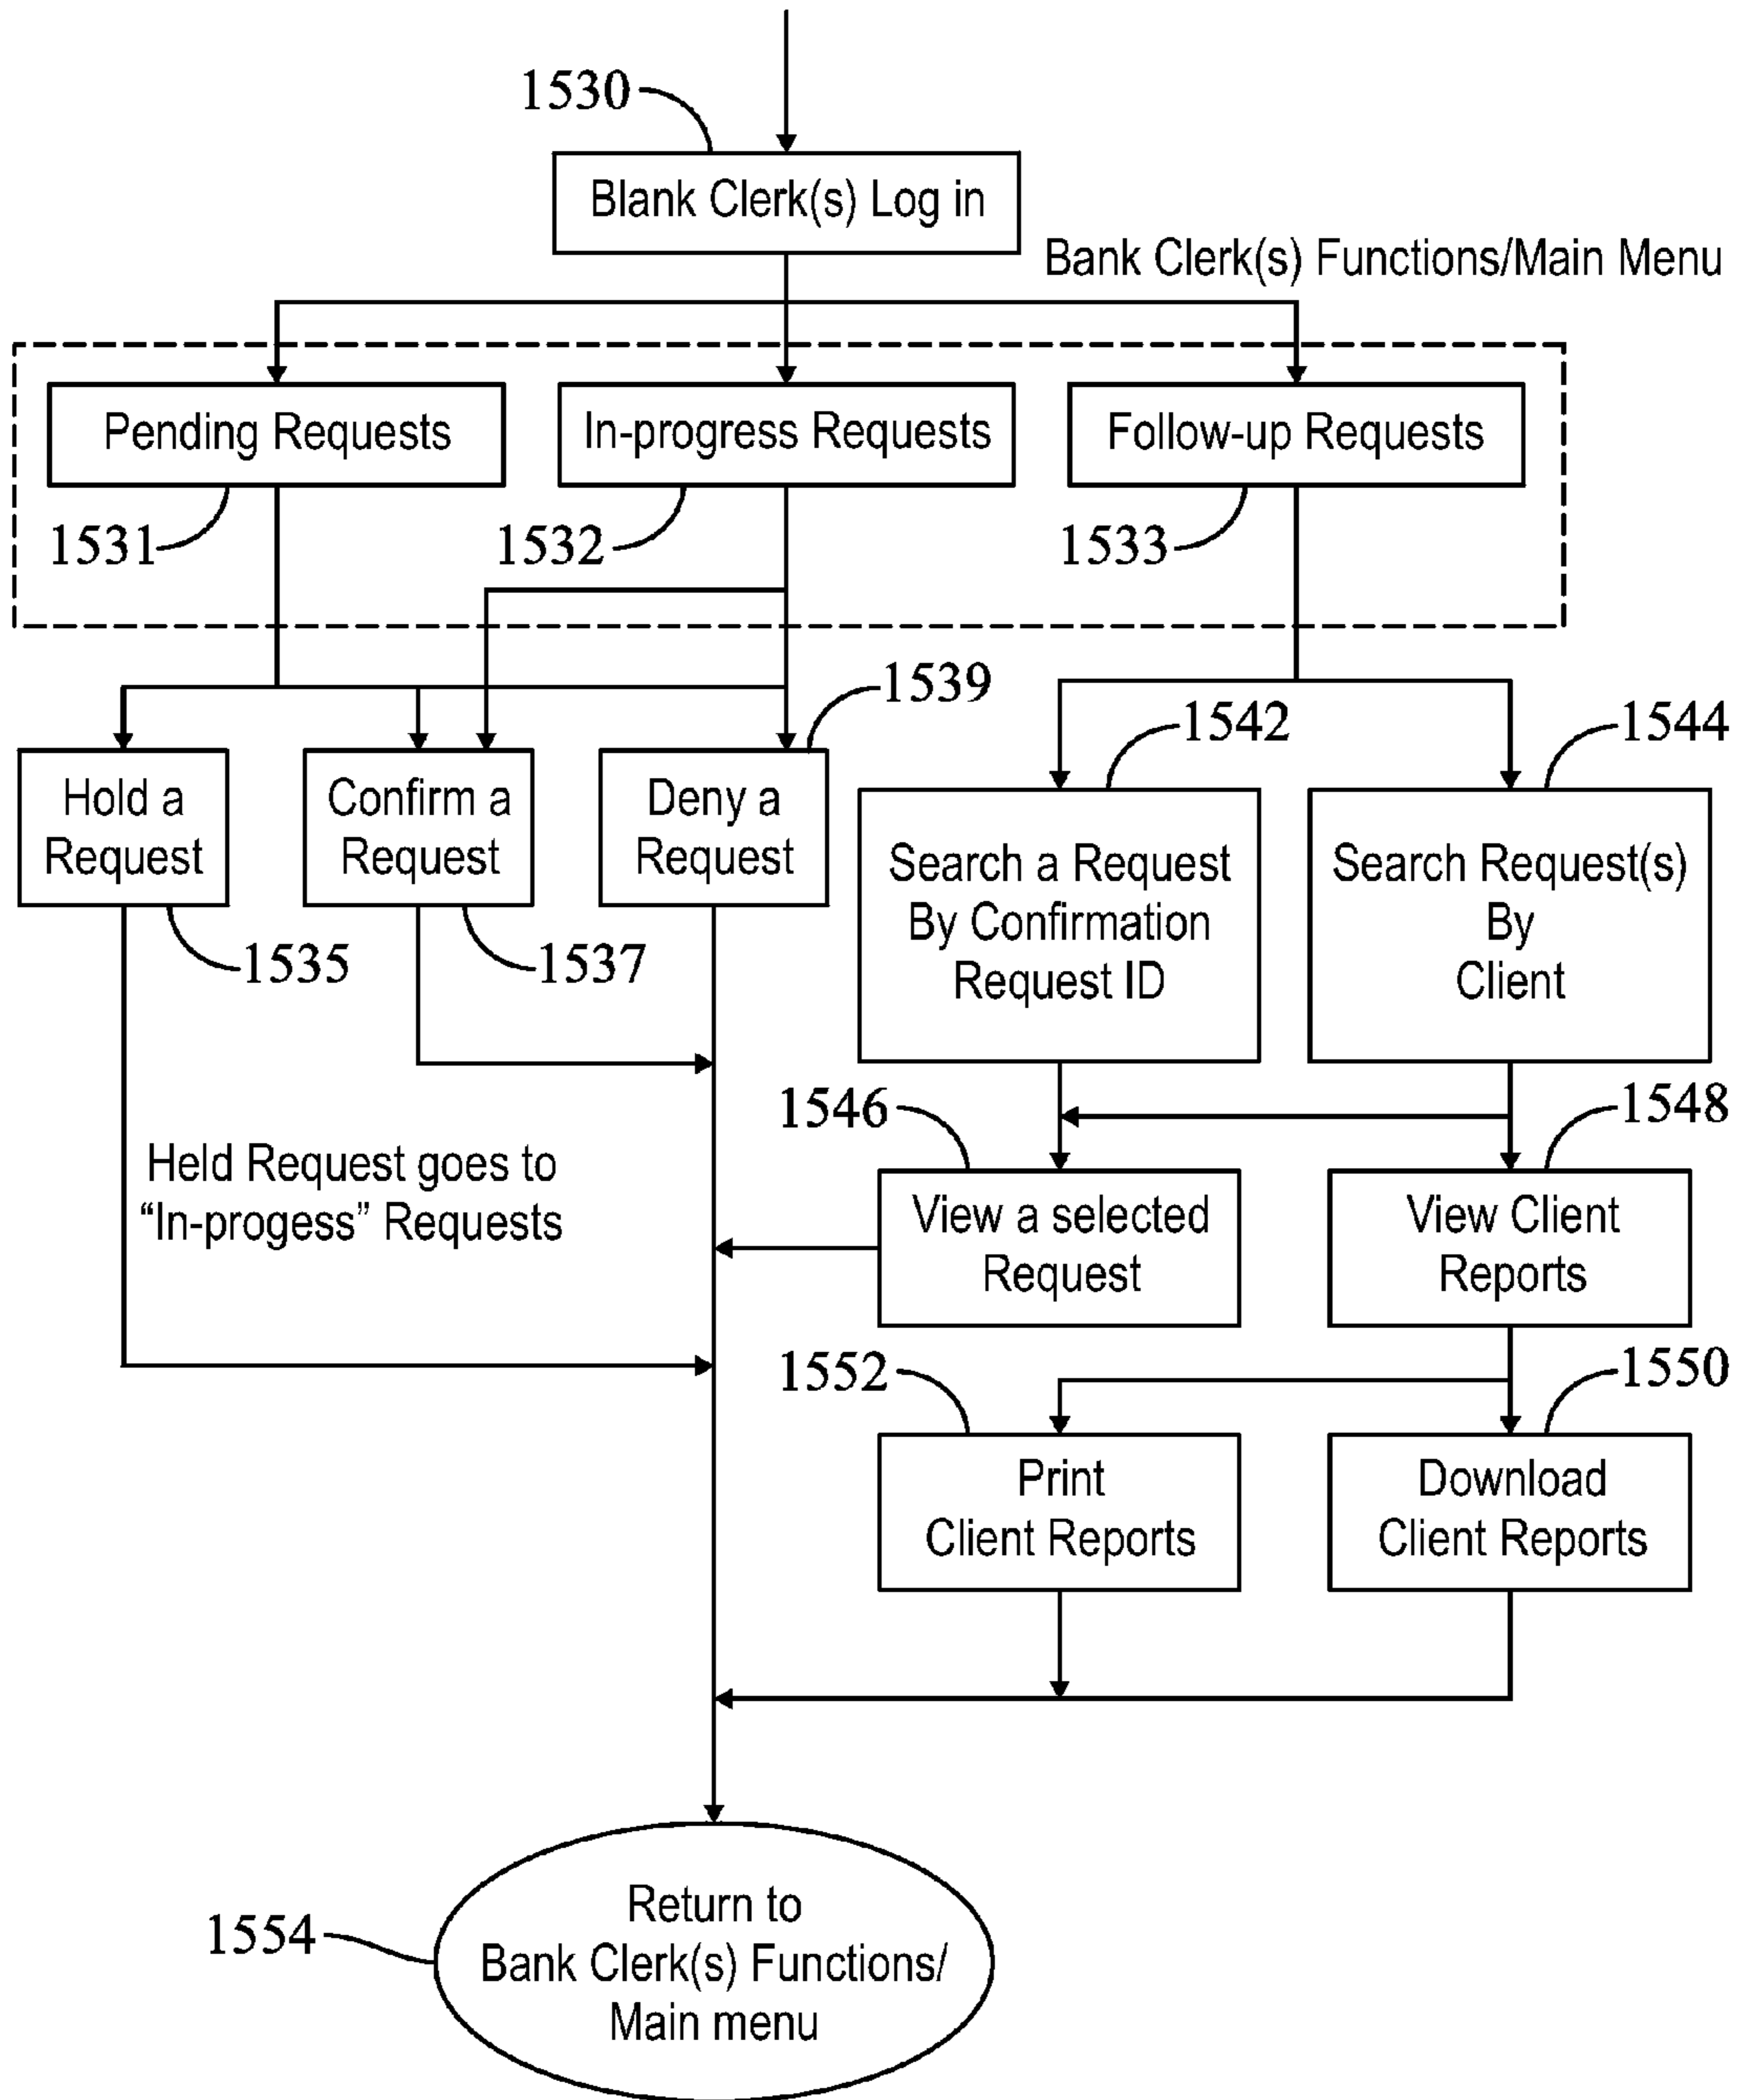 1530
Blank Clerk(s) Log in
Bank Clerk(s) Functions/Main Menu
Pending Requests
In-progress Requests
Follow-up Requests
1531
1532
1533
1539
1542
1544
Hold a
Request
Confirm a
Request
Deny a
Request
Search a Request
By Confirmation
Request ID
Search Request(s)
By
Client
1535
1537
1546
1548
Held Request goes to
“In-progess” Requests
View a selected
Request
View Client
Reports
1552
1550
Print
Client Reports
Download
Client Reports
1554
Return to
Bank Clerk(s) Functions/
Main menu